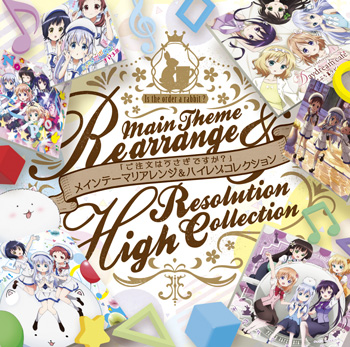 Is the order a rabbit?
Main Theme
Rearrange &
「ご注文はうさぎですか?」
メインテーマリアレンジ&ハイレゾコレクション
High Resolution
Collection